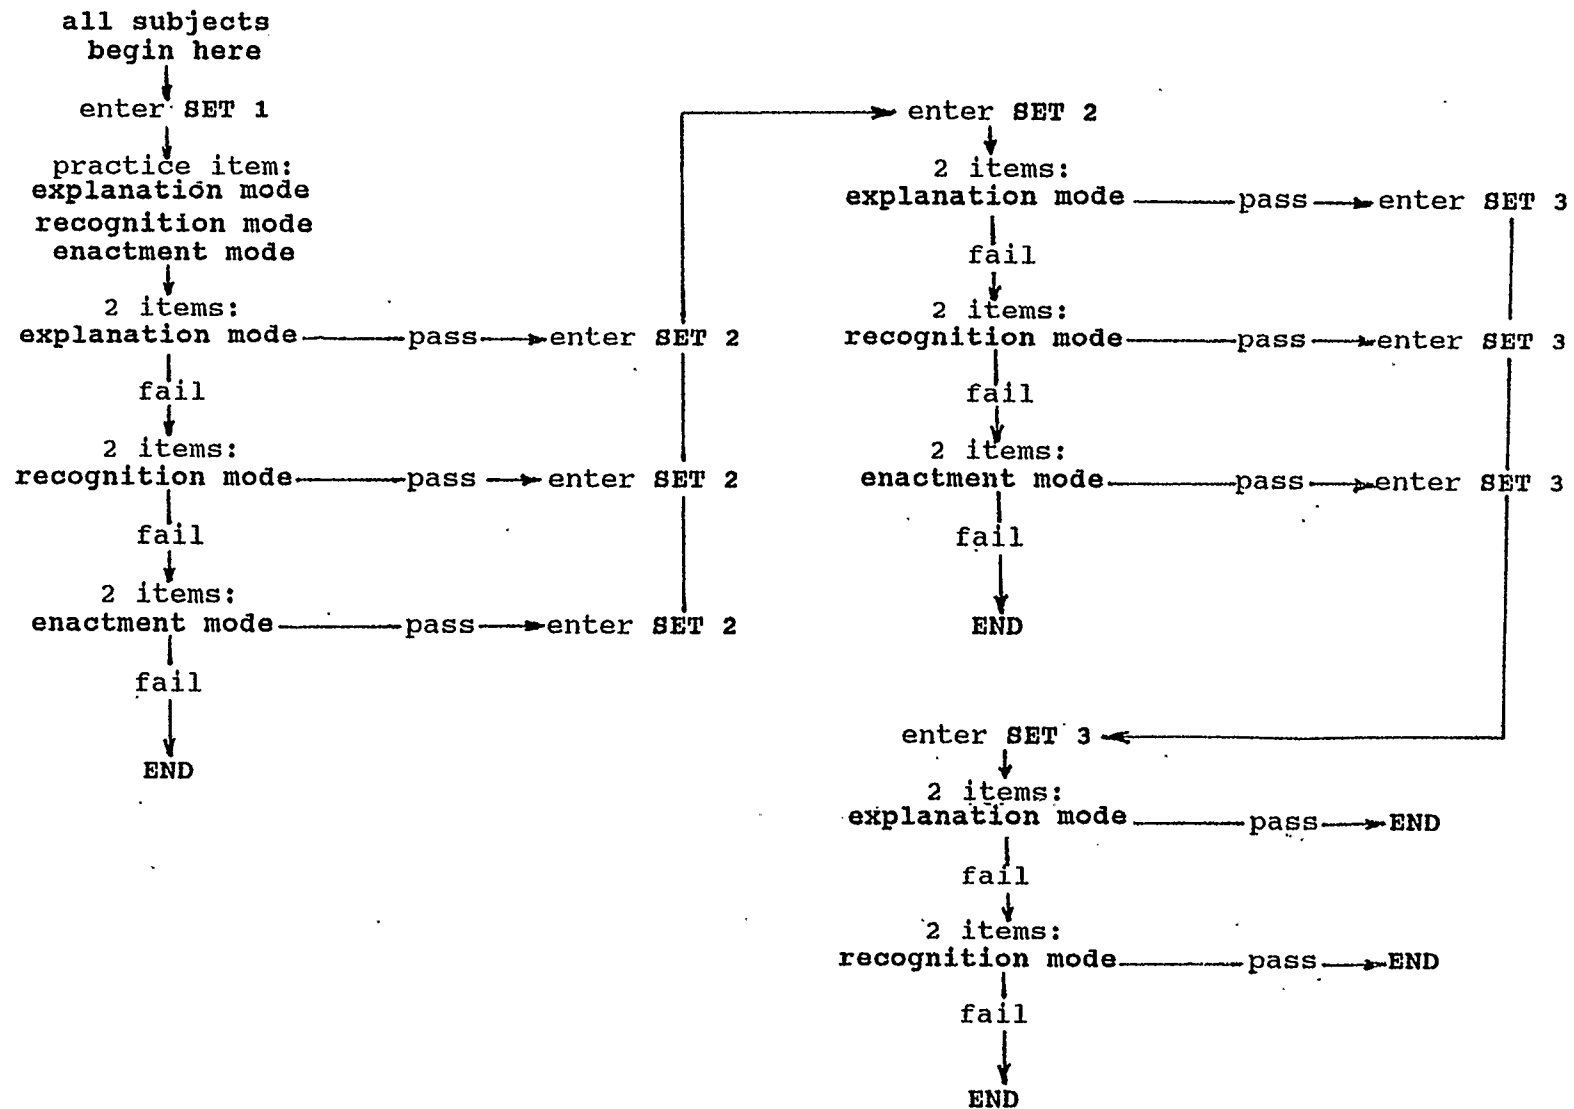 all subjects
begin here
enter SET 1
practice item:
explanation mode
recognition mode
enactment mode
2 items:
explanation mode pass enter SET 2
fail
2 items:
recognition mode pass enter SET 2
fail
2 items:
enactment mode pass enter SET 2
fail
END
enter SET 2
2 items:
explanation mode pass enter SET 3
fail
2 items:
recognition mode pass enter SET 3
fail
2 items:
enactment mode pass enter SET 3
fail
END
enter SET 3
2 items:
explanation mode pass END
fail
2 items:
recognition mode pass END
fail
END